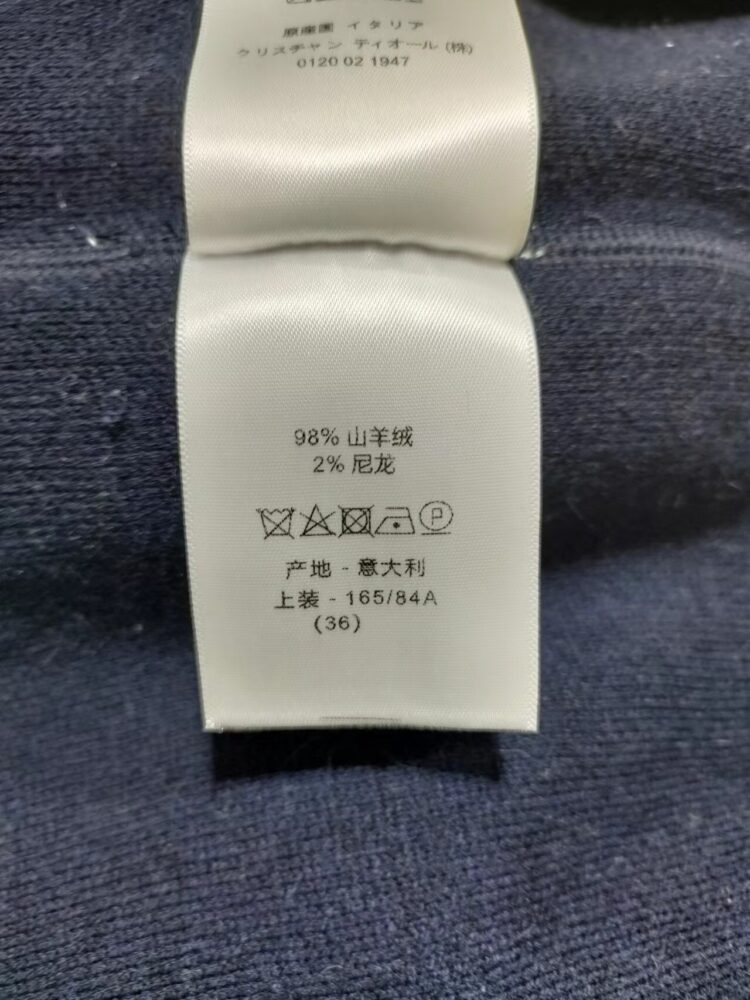 原産国 イタリア
クリスチャン ディオール (株)
0120 02 1947
98% 山羊绒
2% 尼龙
P
产地 - 意大利
上装 - 165/84A
(36)